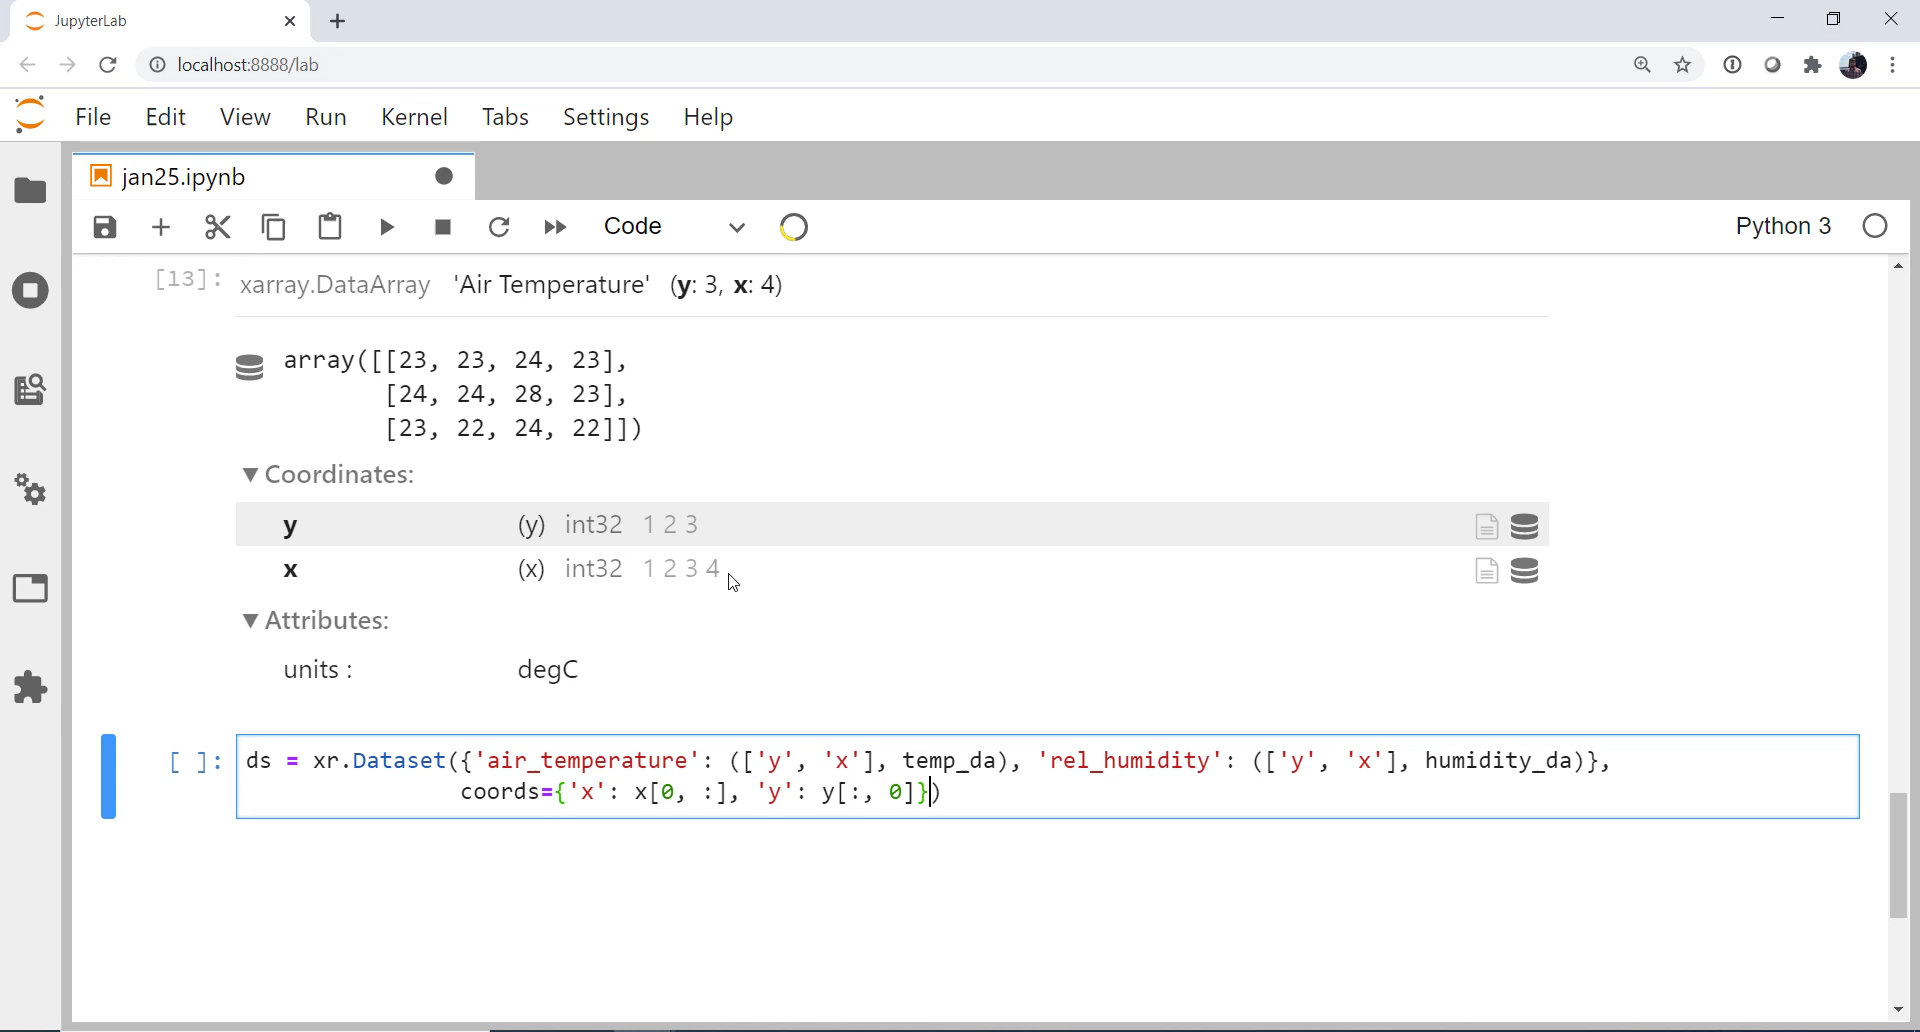 JupyterLab
localhost:8888/lab
File Edit View Run Kernel Tabs Settings Help
jan25.ipynb
Code Python 3
[13]: xarray.DataArray 'Air Temperature' (y: 3, x: 4)
array([[23, 23, 24, 23],
[24, 24, 28, 23],
[23, 22, 24, 22]])
▼ Coordinates:
y (y) int32 1 2 3
x (x) int32 1 2 3 4
▼ Attributes:
units : degC
[ ]: ds = xr.Dataset({'air_temperature': (['y', 'x'], temp_da), 'rel_humidity': (['y', 'x'], humidity_da)},
coords={'x': x[0, :], 'y': y[:, 0]})